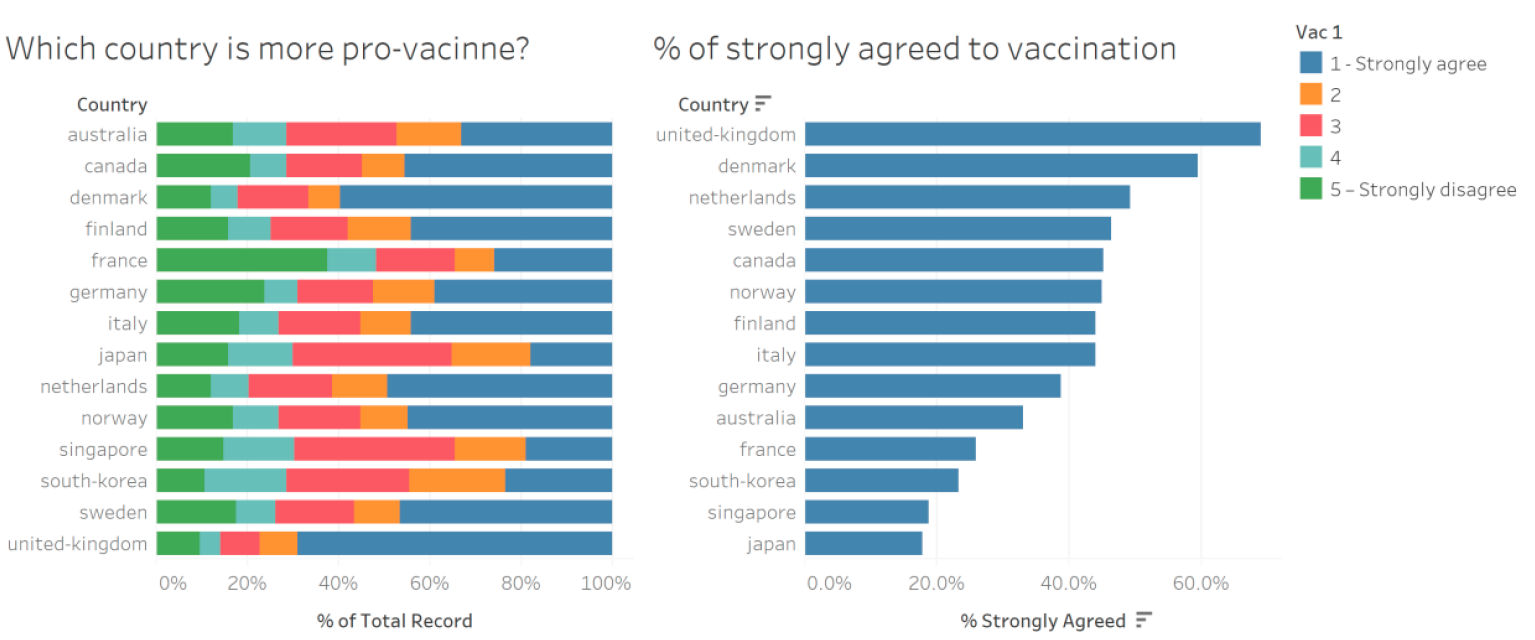 Which country is more pro-vacinne?
Country
australia
canada
denmark
finland
france
germany
italy
japan
netherlands
norway
singapore
south-korea
sweden
united-kingdom
0% 20% 40% 60% 80% 100%
% of Total Record
% of strongly agreed to vaccination
Country
united-kingdom
denmark
netherlands
sweden
canada
norway
finland
italy
germany
australia
france
south-korea
singapore
japan
0.0% 20.0% 40.0% 60.0%
% Strongly Agreed
Vac 1
1 - Strongly agree
2
3
4
5 – Strongly disagree